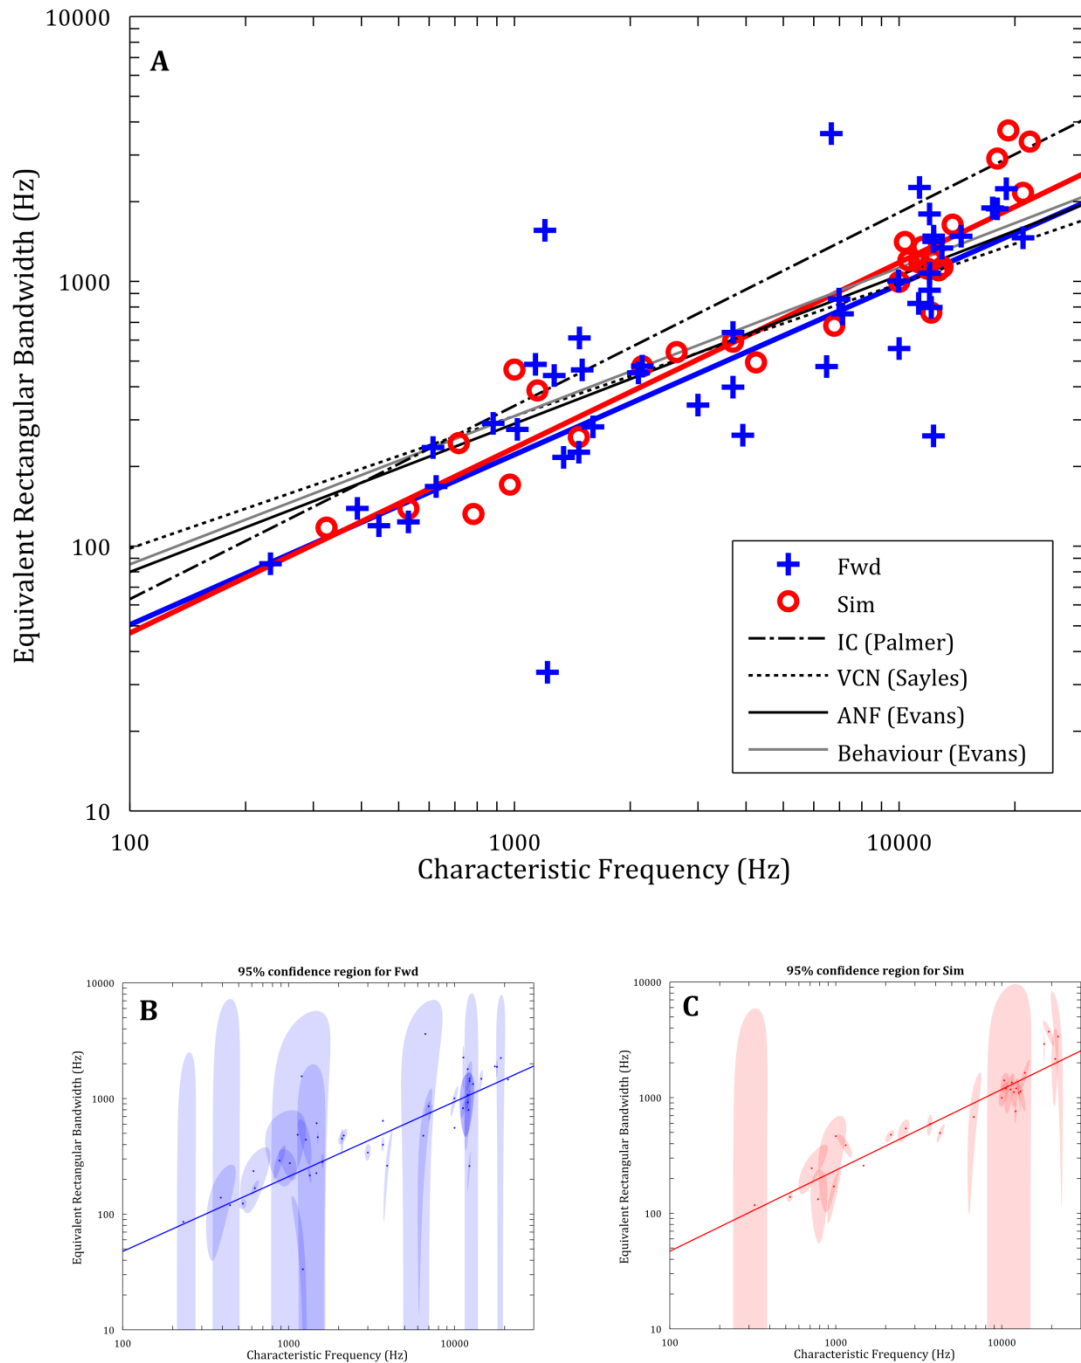 A
10000
1000
100
10
Equivalent Rectangular Bandwidth (Hz)
Fwd
Sim
IC (Palmer)
VCN (Sayles)
ANF (Evans)
Behaviour (Evans)
100 1000 10000
Characteristic Frequency (Hz)
95% confidence region for Fwd
B
10000
1000
100
10
Equivalent Rectangular Bandwidth (Hz)
100 1000 10000
Characteristic Frequency (Hz)
95% confidence region for Sim
C
10000
1000
100
10
Equivalent Rectangular Bandwidth (Hz)
100 1000 10000
Characteristic Frequency (Hz)